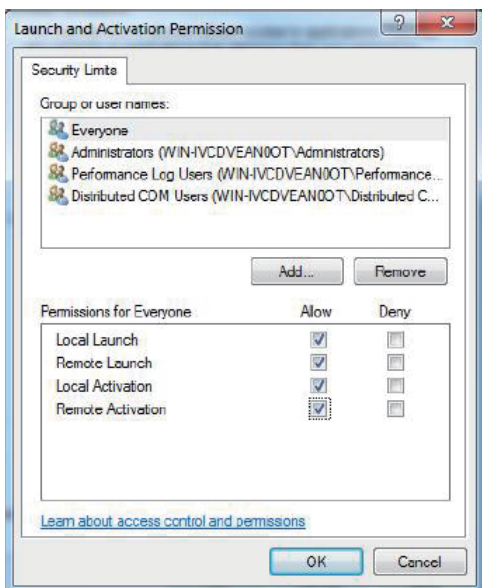 Launch and Activation Permission
Security Limits
Group or user names:
Everyone
Administrators (WIN-IVCDVEAN0OT\Administrators)
Performance Log Users (WIN-IVCDVEAN0OT\Performance...
Distributed COM Users (WIN-IVCDVEAN0OT\Distributed C...
Add... Remove
Permissions for Everyone Allow Deny
Local Launch
Remote Launch
Local Activation
Remote Activation
Learn about access control and permissions
OK Cancel